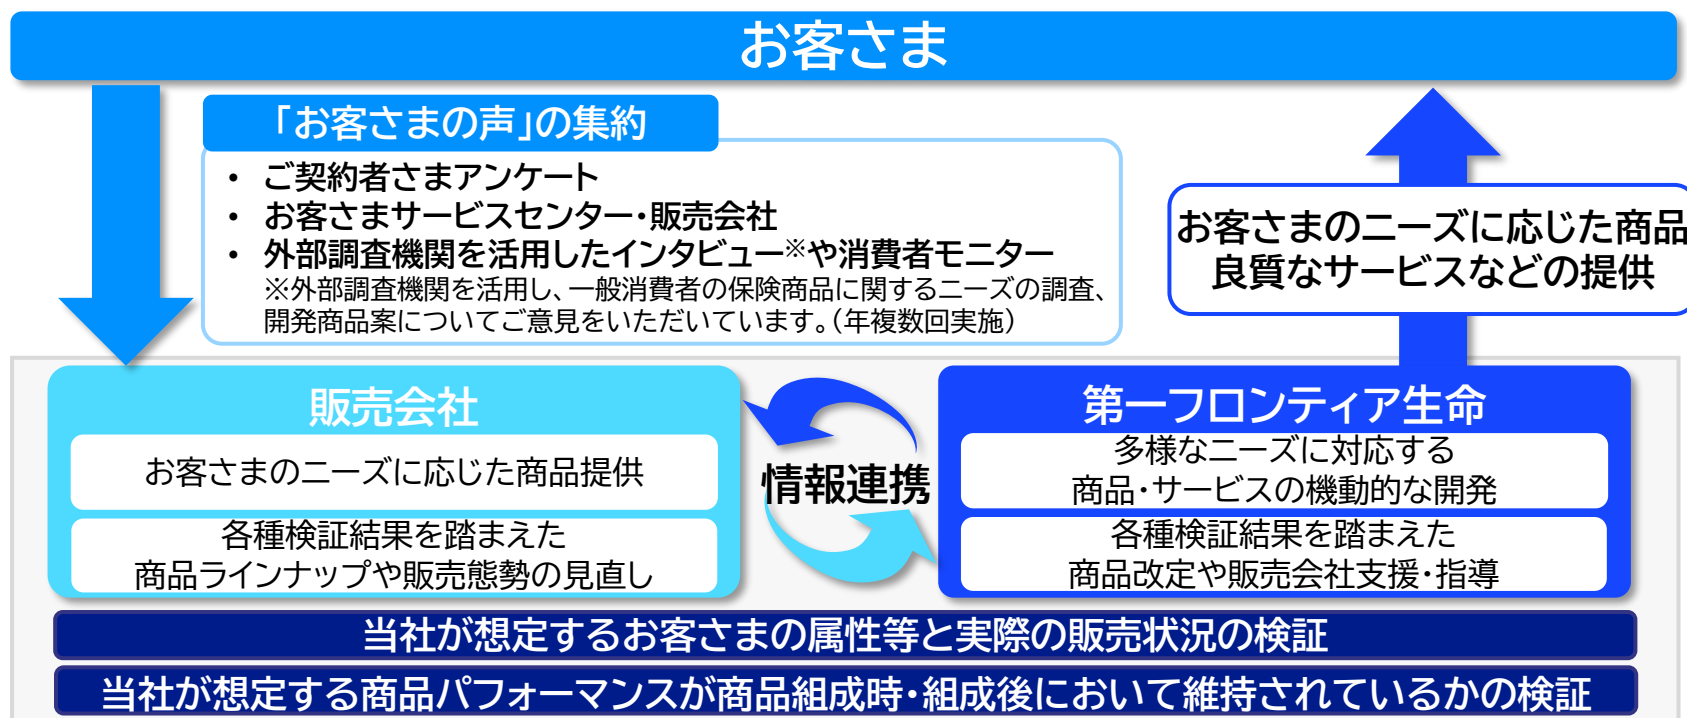 お客さま
「お客さまの声」の集約
・ ご契約者さまアンケート
・ お客さまサービスセンター・販売会社
・ 外部調査機関を活用したインタビュー※や消費者モニター
※外部調査機関を活用し、一般消費者の保険商品に関するニーズの調査、
開発商品案についてご意見をいただいています。（年複数回実施）
お客さまのニーズに応じた商品
良質なサービスなどの提供
販売会社
お客さまのニーズに応じた商品提供
各種検証結果を踏まえた
商品ラインナップや販売態勢の見直し
情報連携
第一フロンティア生命
多様なニーズに対応する
商品・サービスの機動的な開発
各種検証結果を踏まえた
商品改定や販売会社支援・指導
当社が想定するお客さまの属性等と実際の販売状況の検証
当社が想定する商品パフォーマンスが商品組成時・組成後において維持されているかの検証